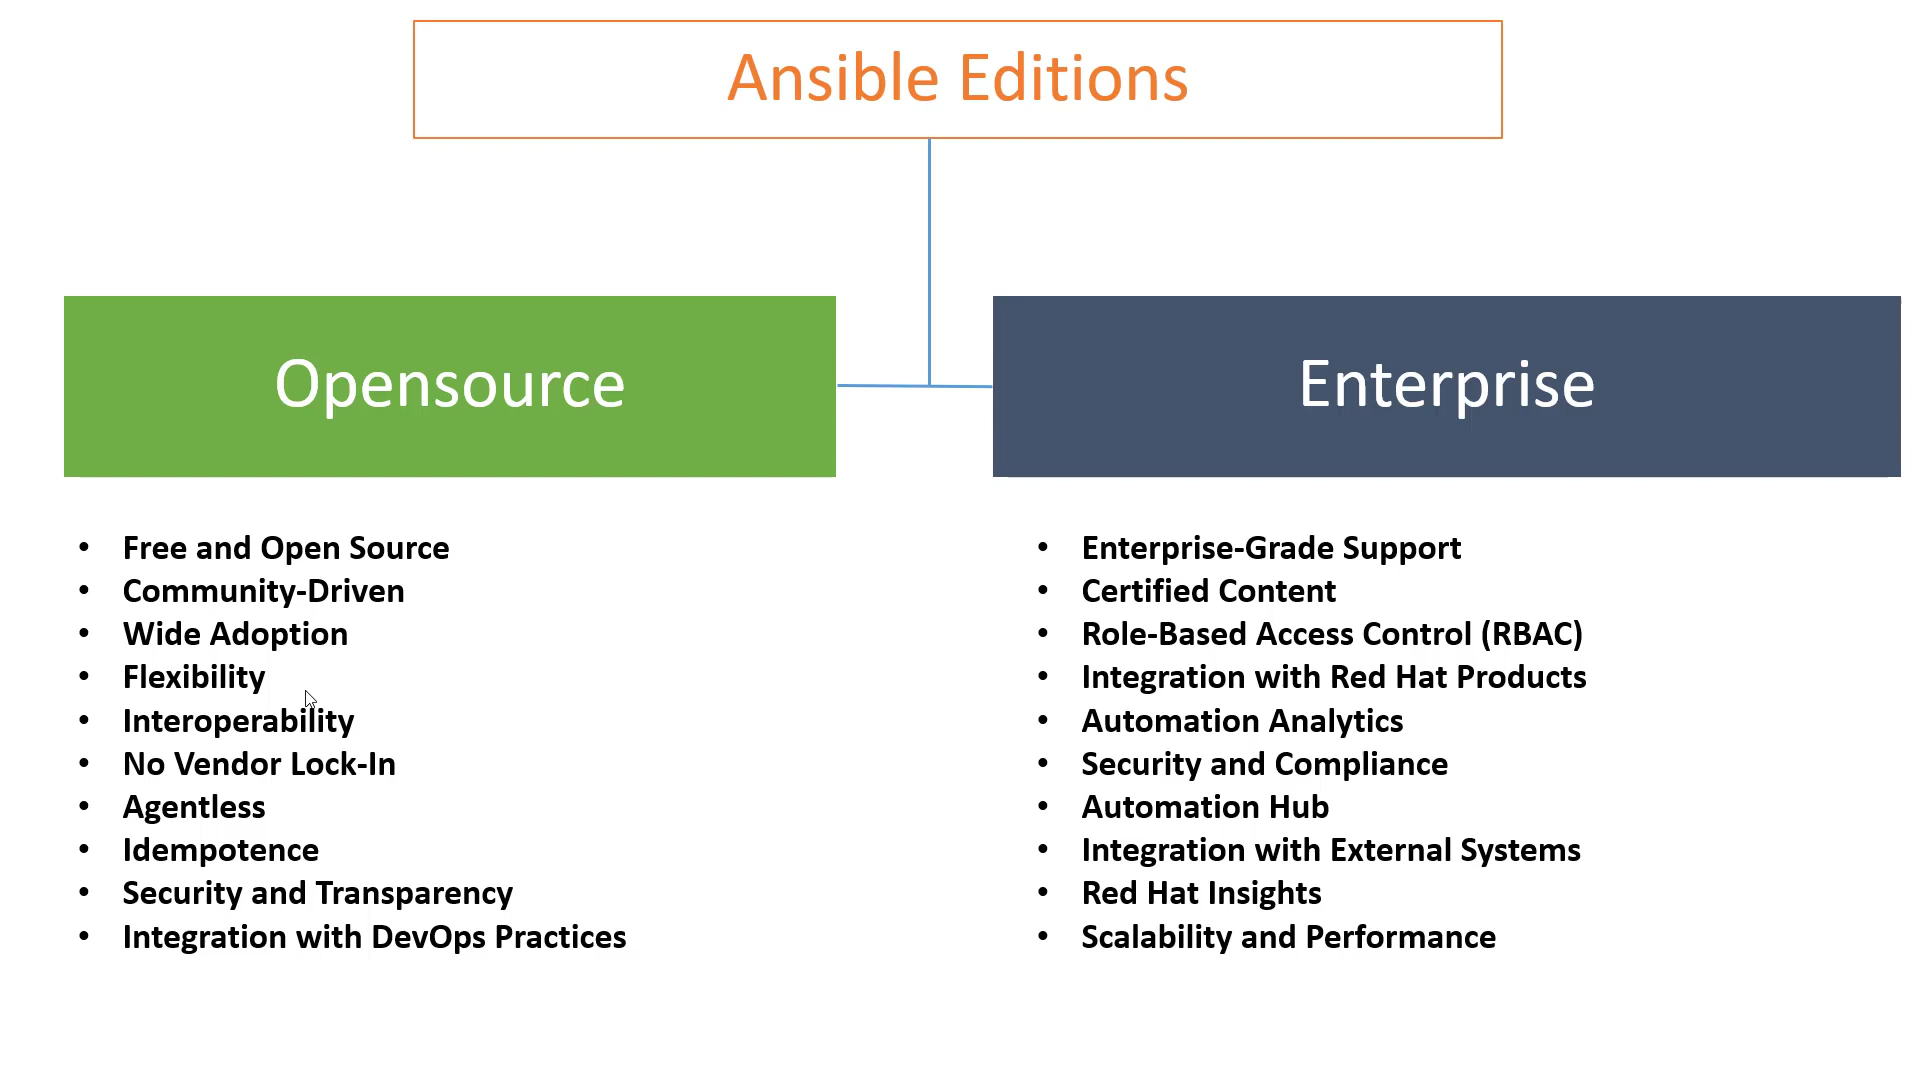 Ansible Editions
Opensource
Enterprise
• Free and Open Source
• Community-Driven
• Wide Adoption
• Flexibility
• Interoperability
• No Vendor Lock-In
• Agentless
• Idempotence
• Security and Transparency
• Integration with DevOps Practices
• Enterprise-Grade Support
• Certified Content
• Role-Based Access Control (RBAC)
• Integration with Red Hat Products
• Automation Analytics
• Security and Compliance
• Automation Hub
• Integration with External Systems
• Red Hat Insights
• Scalability and Performance